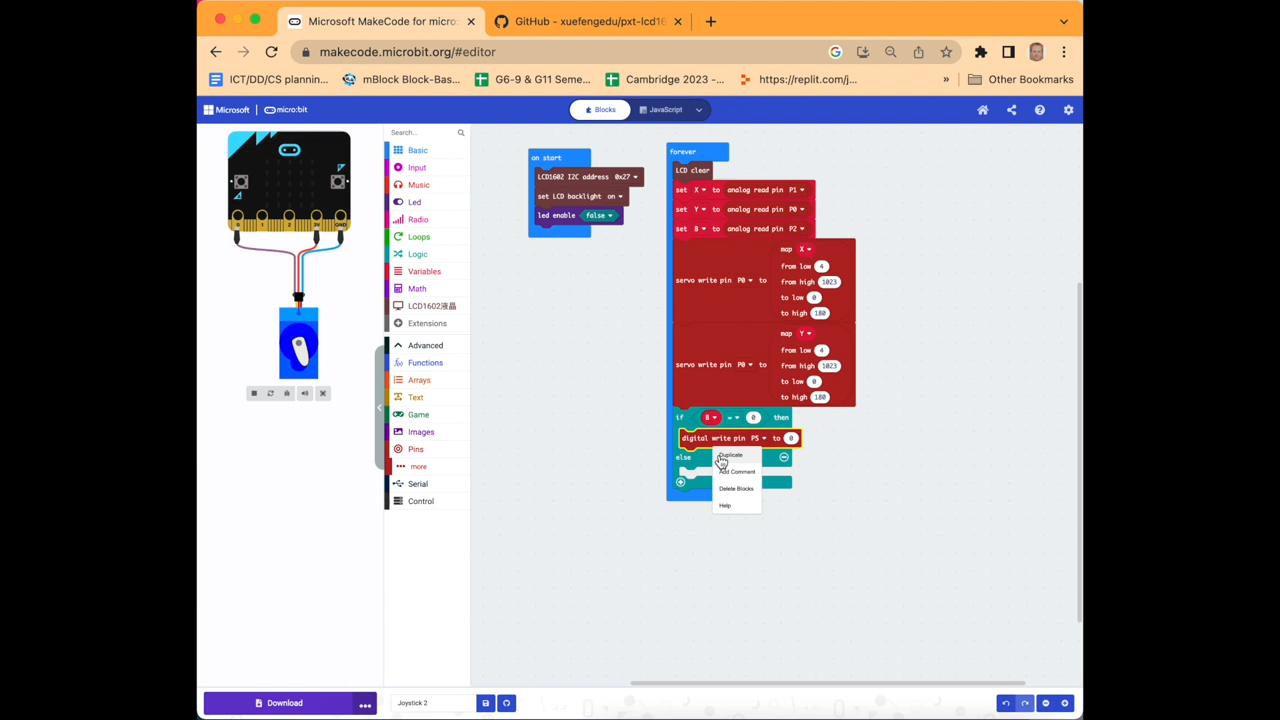 Microsoft MakeCode for micro:
GitHub - xuefengedu/pxt-lcd16
makecode.microbit.org/#editor
ICT/DD/CS planning...
mBlock Block-Bas...
G6-9 & G11 Seme...
Cambridge 2023 -...
https://replit.com/j...
»
Other Bookmarks
Microsoft
micro:bit
Blocks
JavaScript
0
1
2
3V
GND
Search...
Basic
Input
Music
Led
Radio
Loops
Logic
Variables
Math
LCD1602液晶
Extensions
Advanced
Functions
Arrays
Text
Game
Images
Pins
more
Serial
Control
on start
LCD1602 I2C address 0x27
set LCD backlight on
led enable false
forever
LCD clear
set X to analog read pin P1
set Y to analog read pin P0
set B to analog read pin P2
servo write pin P0 to
map X
from low 4
from high 1023
to low 0
to high 180
servo write pin P0 to
map Y
from low 4
from high 1023
to low 0
to high 180
if B = 0 then
digital write pin P5 to 0
else
Duplicate
Add Comment
Delete Blocks
Help
Download
Joystick 2